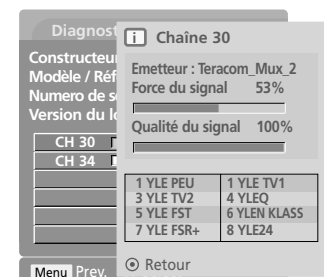 Diagnost
i Chaîne 30
Constructeu
Modèle / Réf
Numero de s
Version du l
Emetteur : Teracom_Mux_2
Force du signal 53%
Qualité du signal 100%
CH 30
CH 34
1 YLE PEU 1 YLE TV1
3 YLE TV2 4 YLEQ
5 YLE FST 6 YLEN KLASS
7 YLE FSR+ 8 YLE24
Retour
Menu Prev.